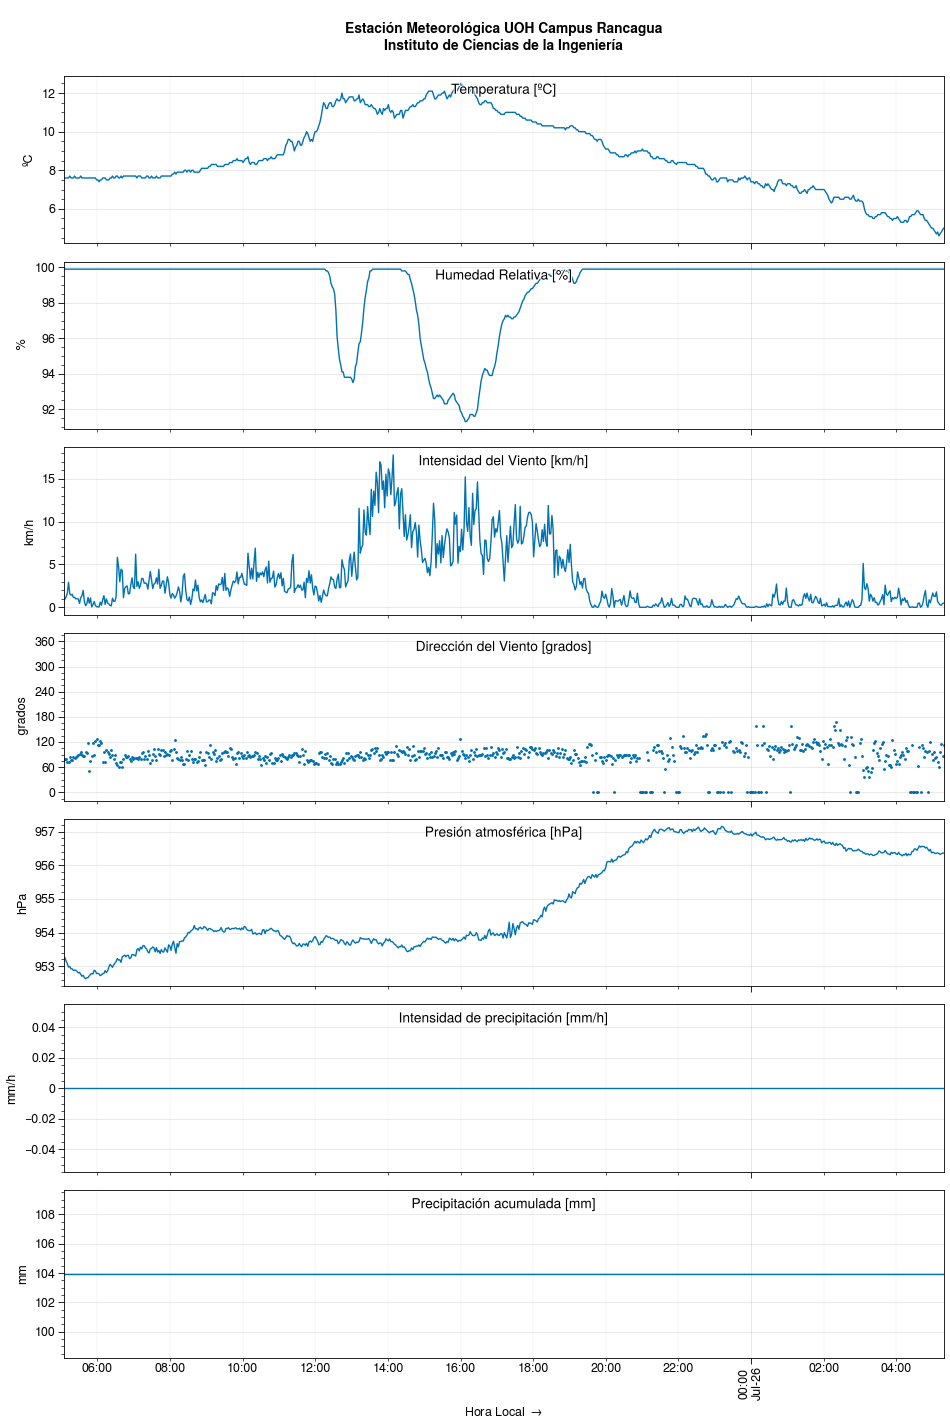 Estación Meteorológica UOH Campus Rancagua
Instituto de Ciencias de la Ingeniería
Temperatura [ºC]
12
10
8
6
ºC
Humedad Relativa [%]
100
98
96
94
92
%
Intensidad del Viento [km/h]
15
10
5
0
km/h
Dirección del Viento [grados]
360
300
240
180
120
60
0
grados
Presión atmosférica [hPa]
957
956
955
954
953
hPa
Intensidad de precipitación [mm/h]
0.04
0.02
0
−0.02
−0.04
mm/h
Precipitación acumulada [mm]
108
106
104
102
100
mm
06:00 08:00 10:00 12:00 14:00 16:00 18:00 20:00 22:00 00:00 02:00 04:00
Jul-26
Hora Local →